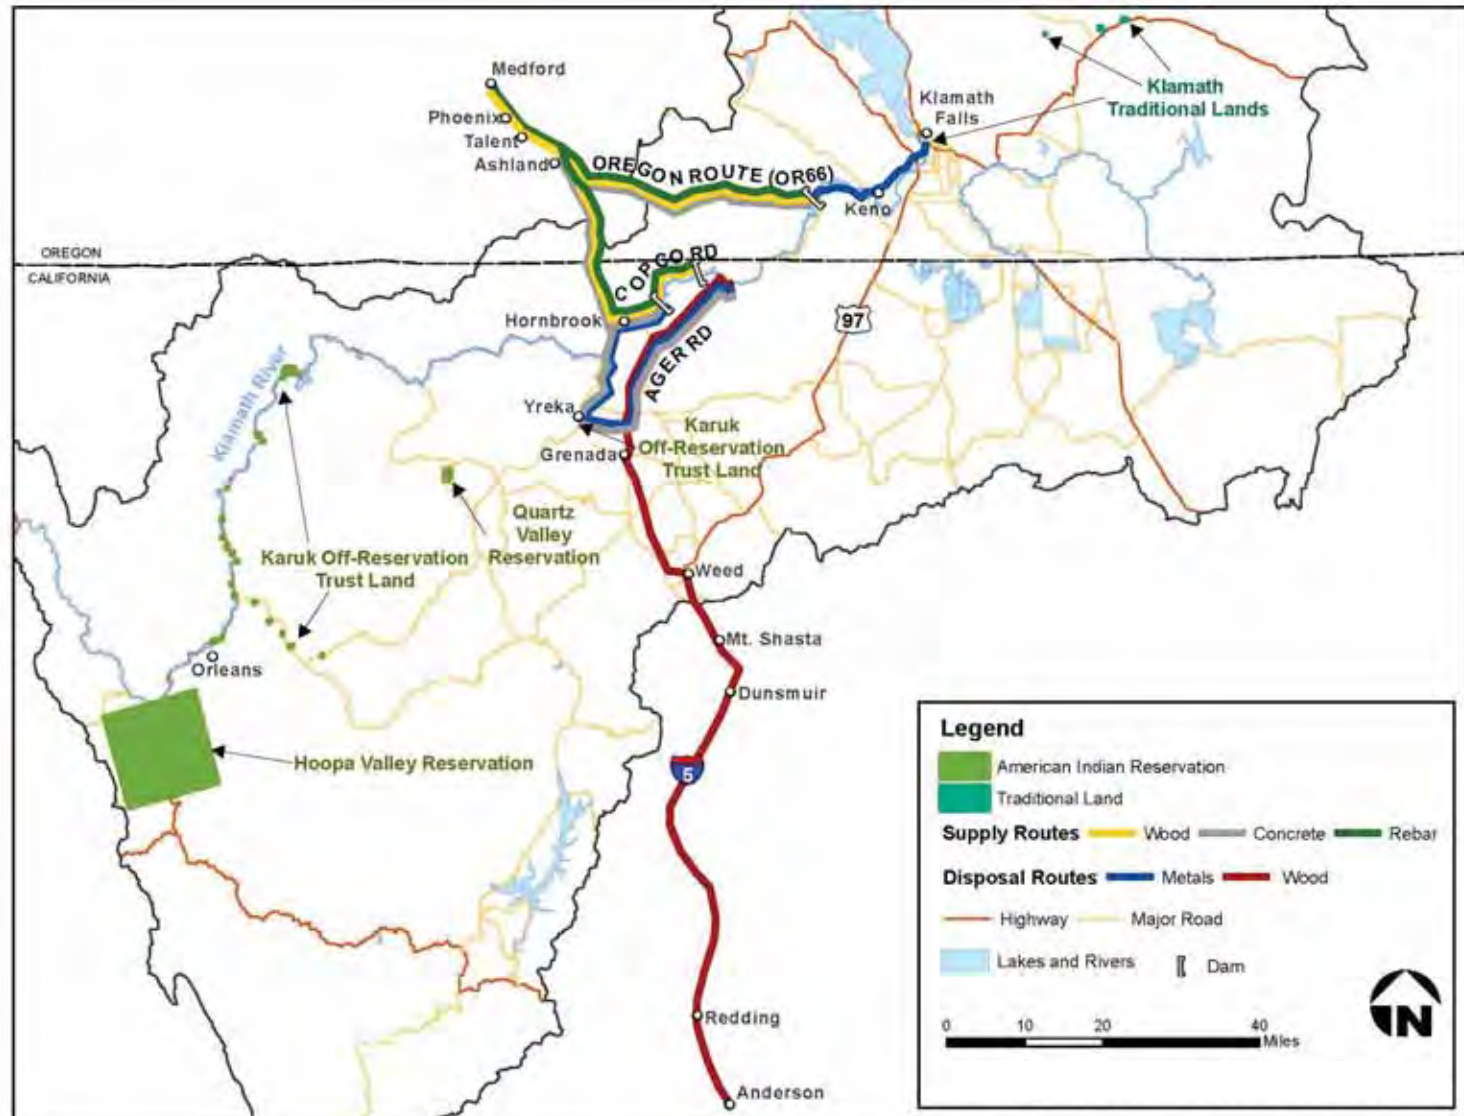 Medford
Phoenix
Talent
Ashland
OREGON ROUTE (OR66)
Klamath
Falls
Keno
Klamath
Traditional Lands
OREGON
CALIFORNIA
COPCO RD
Hornbrook
AGER RD
97
Klamath River
Yreka
Grenada
Karuk
Off-Reservation
Trust Land
Quartz
Valley
Reservation
Karuk Off-Reservation
Trust Land
Weed
Mt. Shasta
Orleans
Dunsmuir
Hoopa Valley Reservation
5
Redding
Anderson
Legend
American Indian Reservation
Traditional Land
Supply Routes Wood Concrete Rebar
Disposal Routes Metals Wood
Highway Major Road
Lakes and Rivers Dam
0 10 20 40
Miles
N